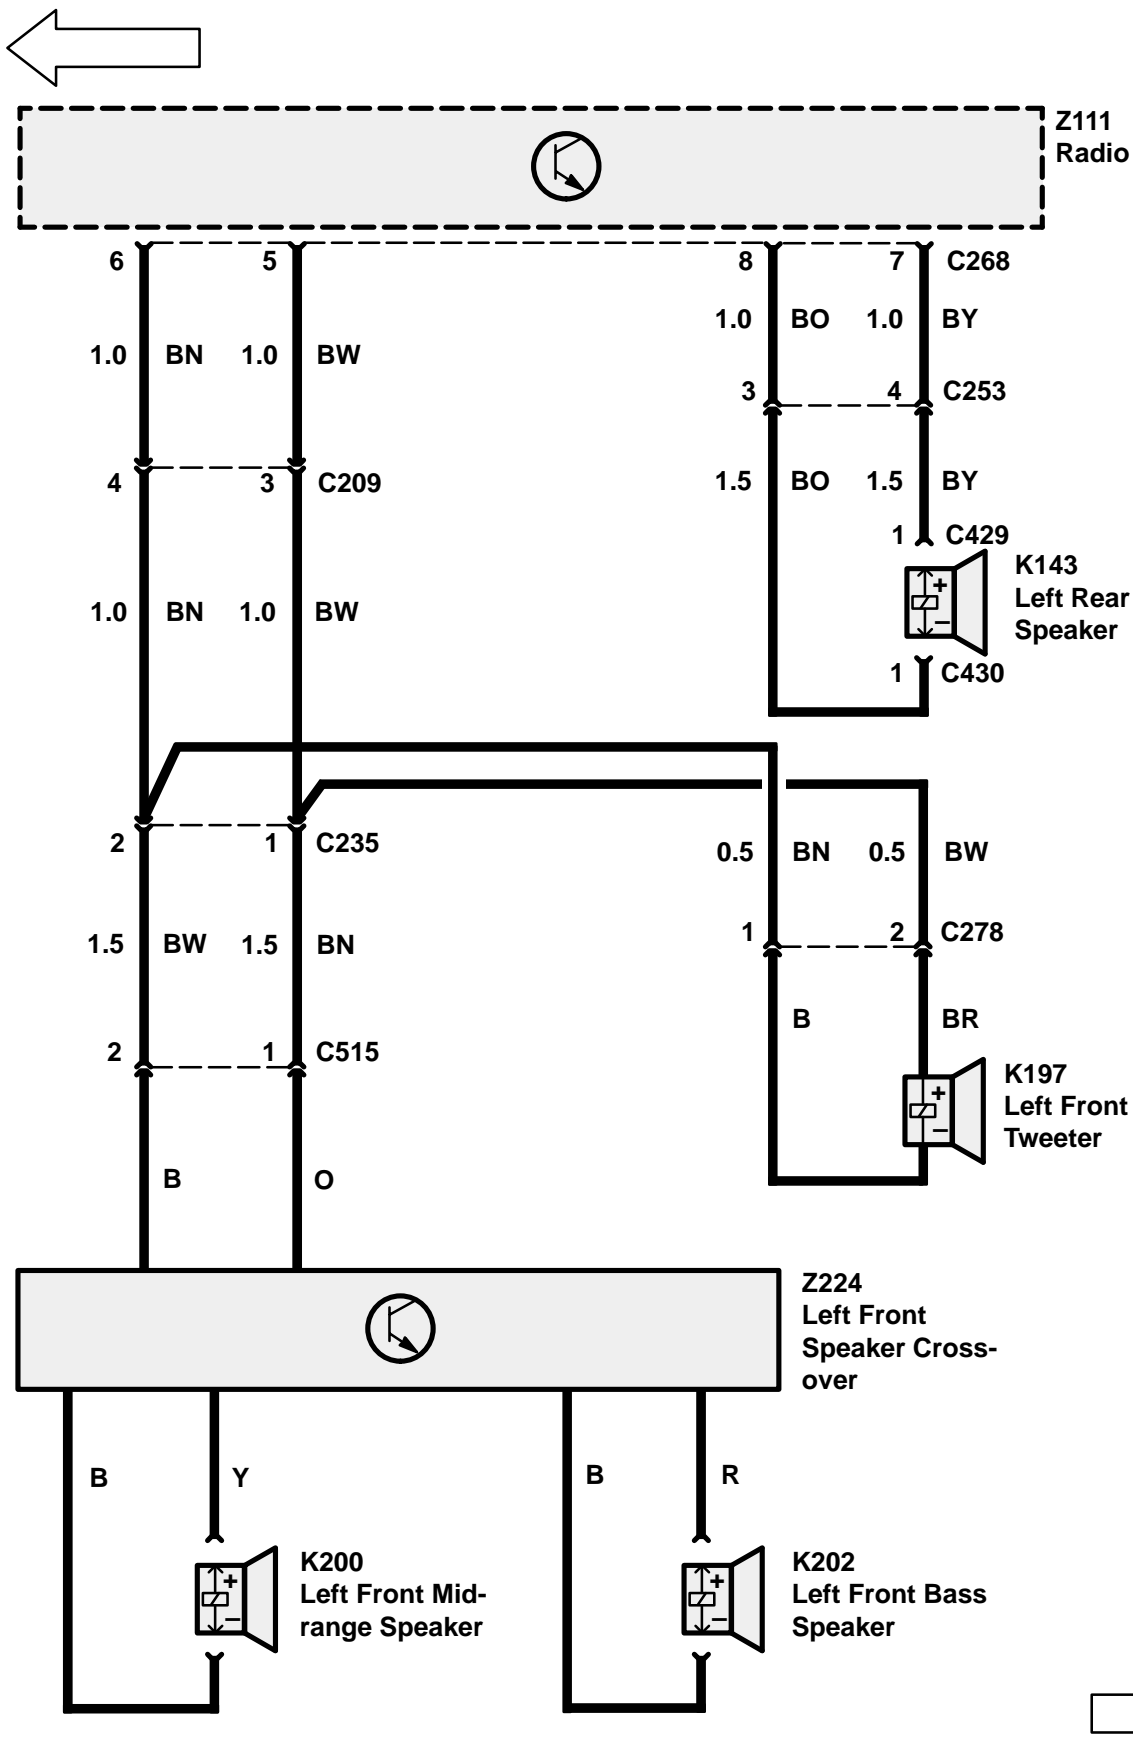 Z111
Radio
6 5 8 7 C268
1.0 BO 1.0 BY
1.0 BN 1.0 BW
3 4 C253
4 3 C209
1.5 BO 1.5 BY
1 C429
K143
Left Rear
Speaker
+
−
1.0 BN 1.0 BW
1 C430
2 1 C235
0.5 BN 0.5 BW
1 2 C278
1.5 BW 1.5 BN
B BR
2 1 C515
K197
Left Front
Tweeter
+
−
B O
Z224
Left Front
Speaker Cross-
over
B Y B R
K200
Left Front Mid-
range Speaker
+
−
K202
Left Front Bass
Speaker
+
−